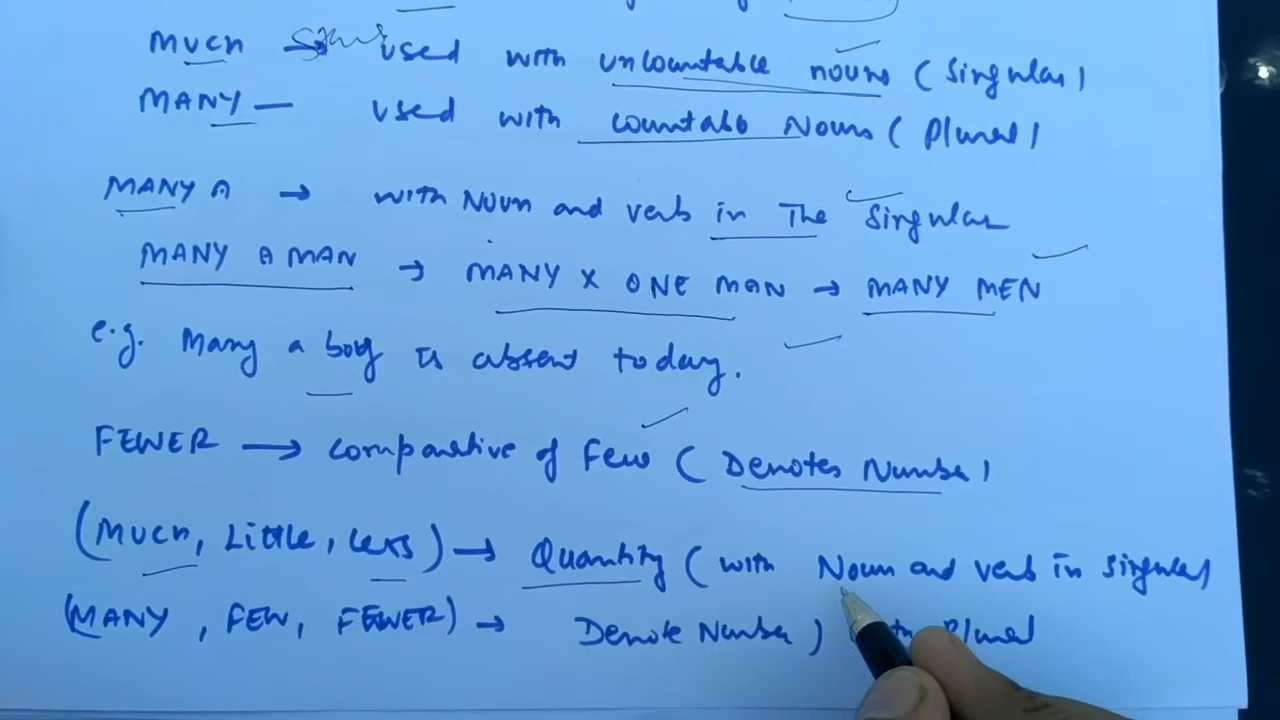 MUCH → used with uncountable nouns (Singular)
MANY — used with countable Nouns (Plural)
MANY A → with Noun and verb in The Singular
MANY A MAN → MANY X ONE MAN → MANY MEN
e.g. Many a boy is absent today.
FEWER → comparative of Few (Denotes Number)
(Much, Little, Less) → Quantity (with Noun and verb in singular
(MANY, FEW, FEWER) → Denote Number) Plural